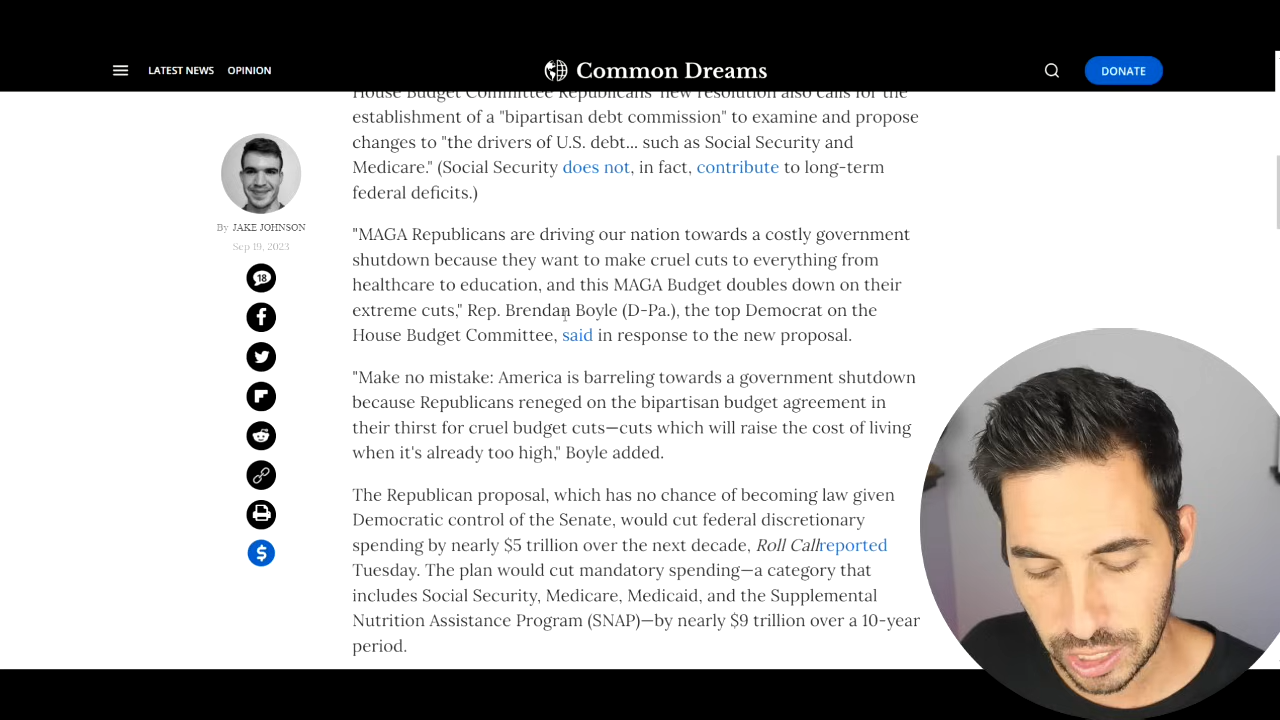 LATEST NEWS
OPINION
Common Dreams
DONATE
House Budget Committee Republicans' new resolution also calls for the
establishment of a "bipartisan debt commission" to examine and propose
changes to "the drivers of U.S. debt... such as Social Security and
Medicare." (Social Security does not, in fact, contribute to long-term
federal deficits.)
By JAKE JOHNSON
Sep 19, 2023
18
"MAGA Republicans are driving our nation towards a costly government
shutdown because they want to make cruel cuts to everything from
healthcare to education, and this MAGA Budget doubles down on their
extreme cuts," Rep. Brendan Boyle (D-Pa.), the top Democrat on the
House Budget Committee, said in response to the new proposal.
"Make no mistake: America is barreling towards a government shutdown
because Republicans reneged on the bipartisan budget agreement in
their thirst for cruel budget cuts—cuts which will raise the cost of living
when it's already too high," Boyle added.
The Republican proposal, which has no chance of becoming law given
Democratic control of the Senate, would cut federal discretionary
spending by nearly $5 trillion over the next decade, Roll Callreported
Tuesday. The plan would cut mandatory spending—a category that
includes Social Security, Medicare, Medicaid, and the Supplemental
Nutrition Assistance Program (SNAP)—by nearly $9 trillion over a 10-year
period.